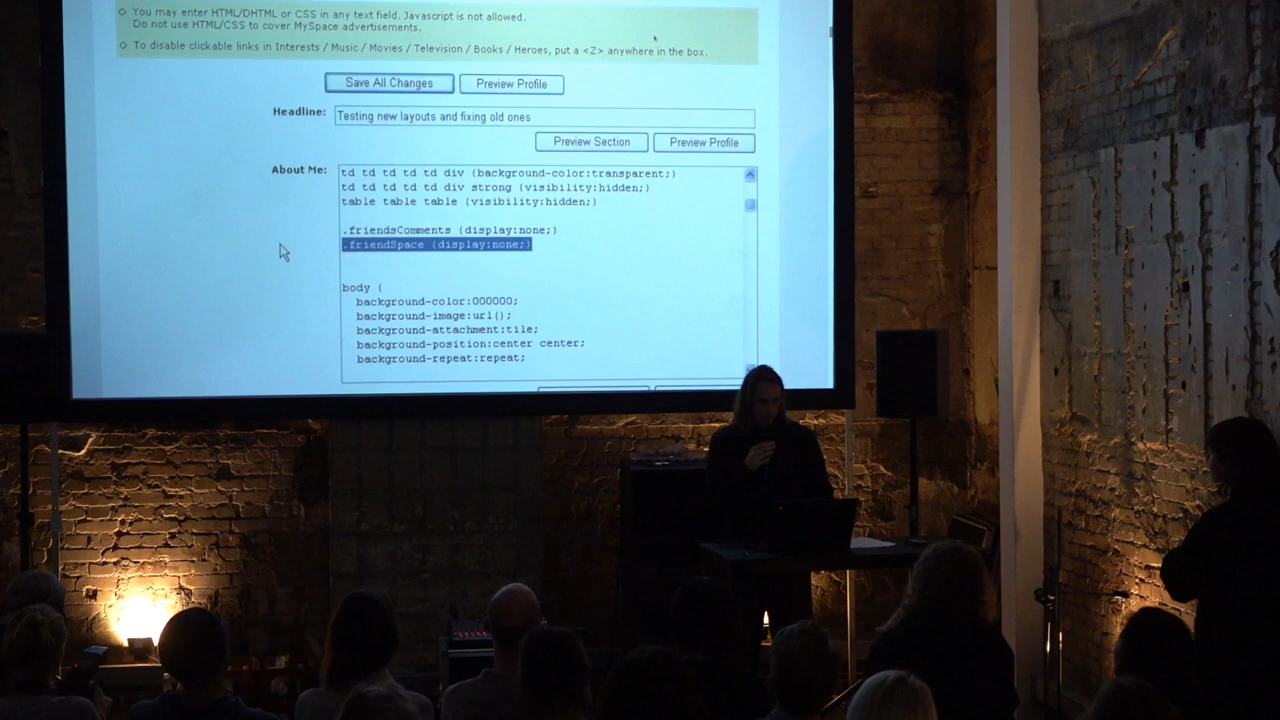 You may enter HTML/DHTML or CSS in any text field. Javascript is not allowed.
Do not use HTML/CSS to cover MySpace advertisements.
To disable clickable links in Interests / Music / Movies / Television / Books / Heroes, put a <Z> anywhere in the box.
Save All Changes
Preview Profile
Headline:
Testing new layouts and fixing old ones
Preview Section
Preview Profile
About Me:
td td td td td div {background-color:transparent;}
td td td td td div strong {visibility:hidden;}
table table table {visibility:hidden;}
.friendsComments {display:none;}
.friendSpace {display:none;}
body {
background-color:000000;
background-image:url();
background-attachment:tile;
background-position:center center;
background-repeat:repeat;